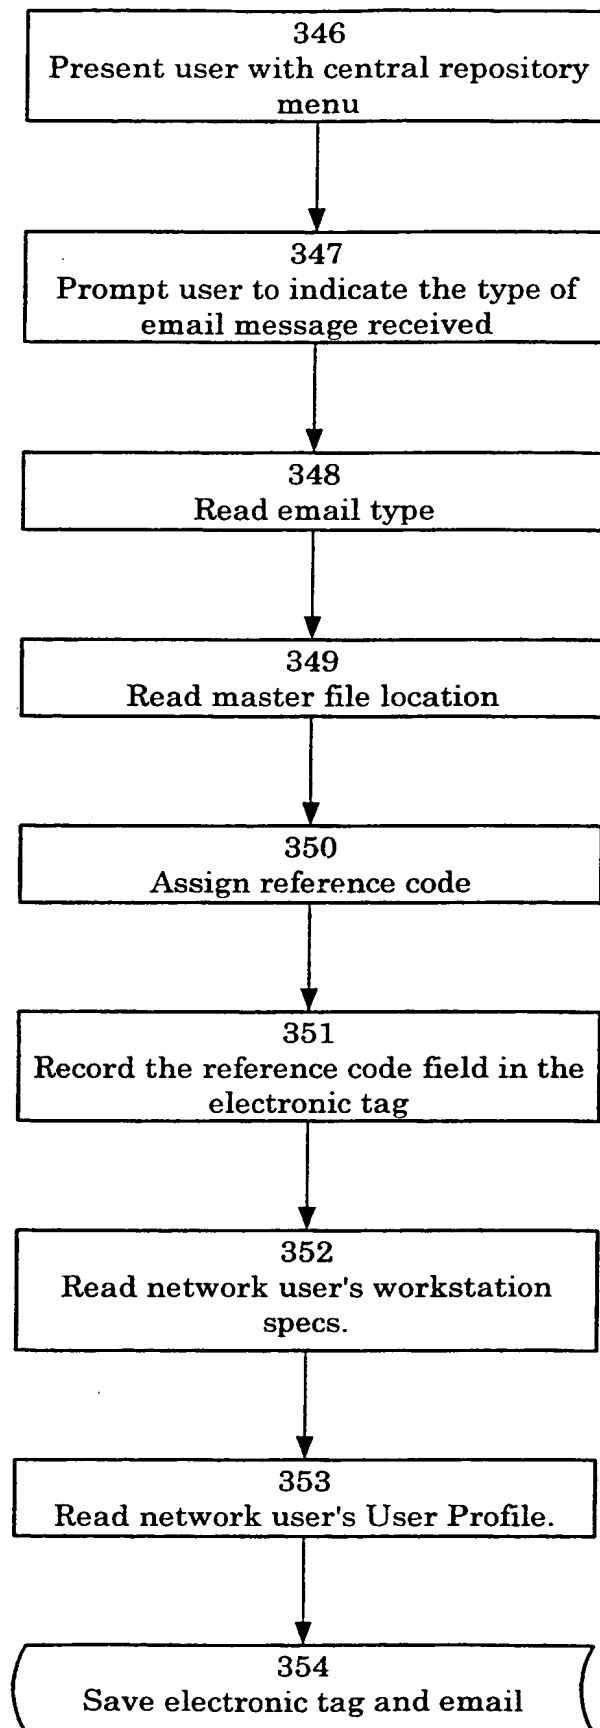 346
Present user with central repository
menu
347
Prompt user to indicate the type of
email message received
348
Read email type
349
Read master file location
350
Assign reference code
351
Record the reference code field in the
electronic tag
352
Read network user's workstation
specs.
353
Read network user's User Profile.
354
Save electronic tag and email